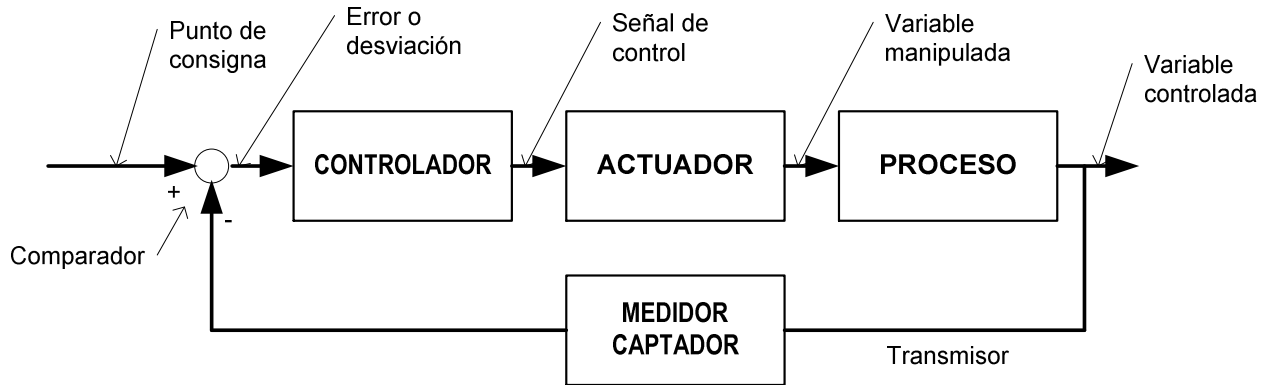 Punto de
consigna
Error o
desviación
Señal de
control
Variable
manipulada
Variable
controlada
CONTROLADOR
ACTUADOR
PROCESO
+
-
Comparador
MEDIDOR
CAPTADOR
Transmisor